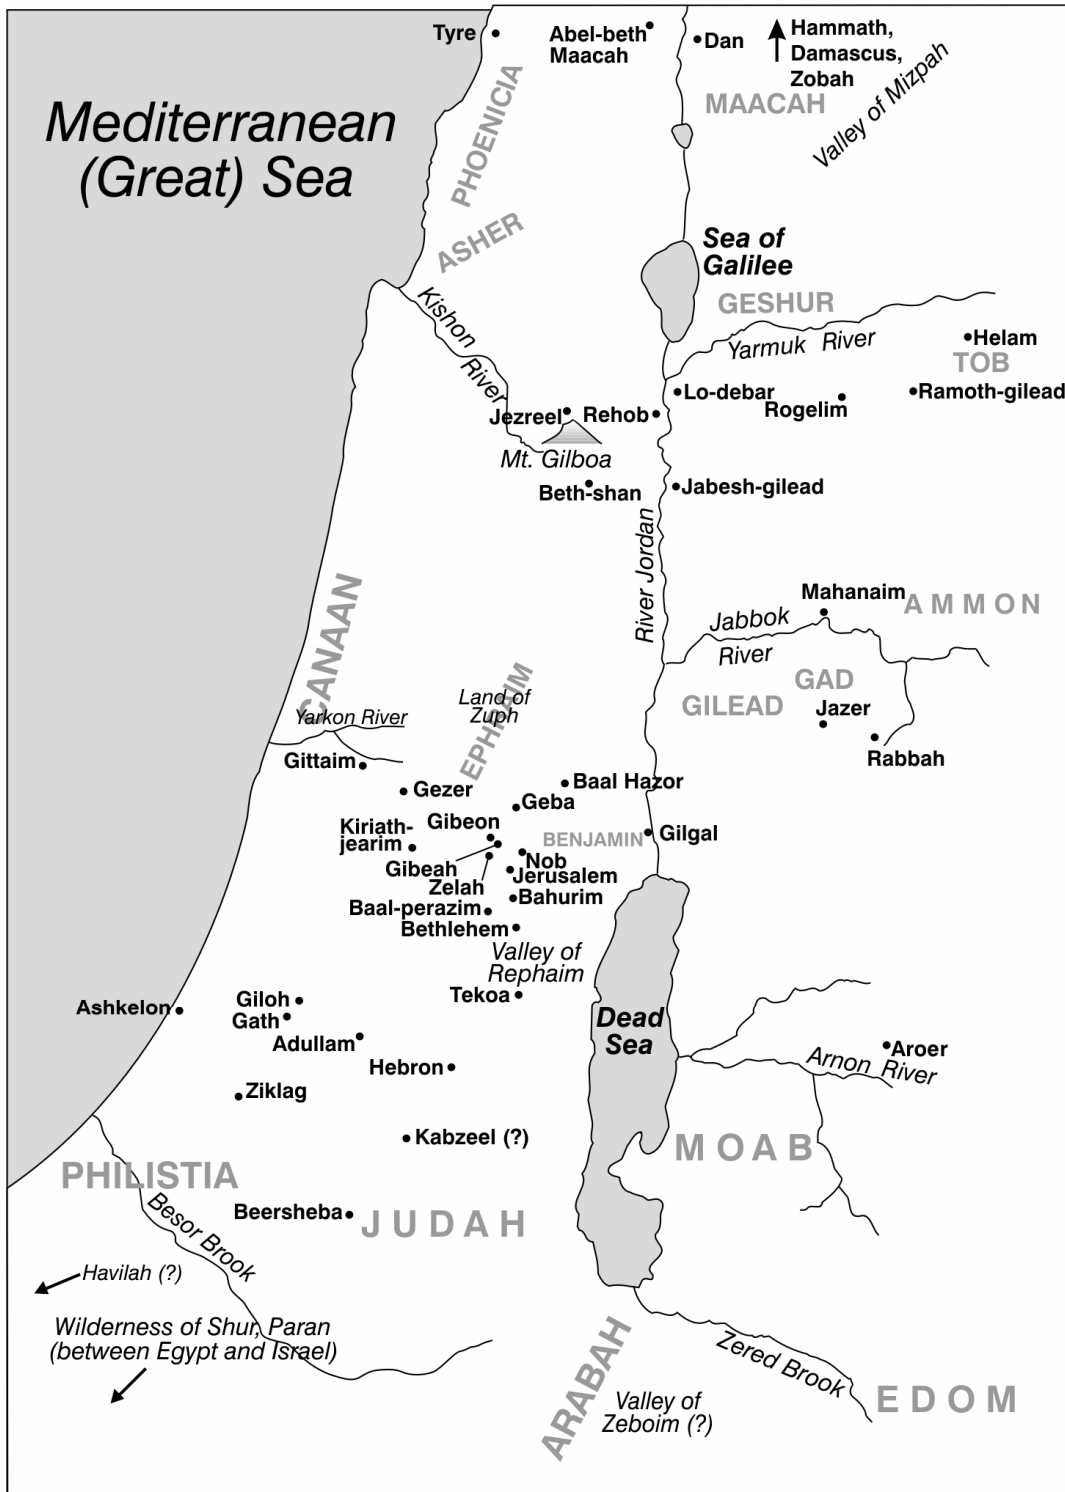 Tyre
Abel-beth
Maacah
Dan
Hammath,
Damascus,
Zobah
MAACAH
Valley of Mizpah
Mediterranean
(Great) Sea
PHOENICIA
ASHER
Sea of
Galilee
GESHUR
Kishon
River
Yarmuk River
Helam
TOB
Lo-debar
Rogelim
Ramoth-gilead
Jezreel
Rehob
Mt. Gilboa
Beth-shan
Jabesh-gilead
River Jordan
CANAAN
Mahanaim
AMMON
Jabbok
River
GAD
GILEAD
Jazer
Rabbah
Land of
Zuph
EPHRAIM
Yarkon River
Gittaim
Gezer
Baal Hazor
Geba
Kiriath-
jearim
Gibeon
BENJAMIN
Gilgal
Gibeah
Nob
Zelah
Jerusalem
Bahurim
Baal-perazim
Bethlehem
Valley of
Rephaim
Tekoa
Ashkelon
Giloh
Gath
Adullam
Hebron
Dead
Sea
Aroer
Arnon River
Ziklag
Kabzeel (?)
MOAB
PHILISTIA
Besor Brook
Beersheba
JUDAH
Havilah (?)
Wilderness of Shur, Paran
(between Egypt and Israel)
ARABAH
Valley of
Zeboim (?)
Zered Brook
EDOM